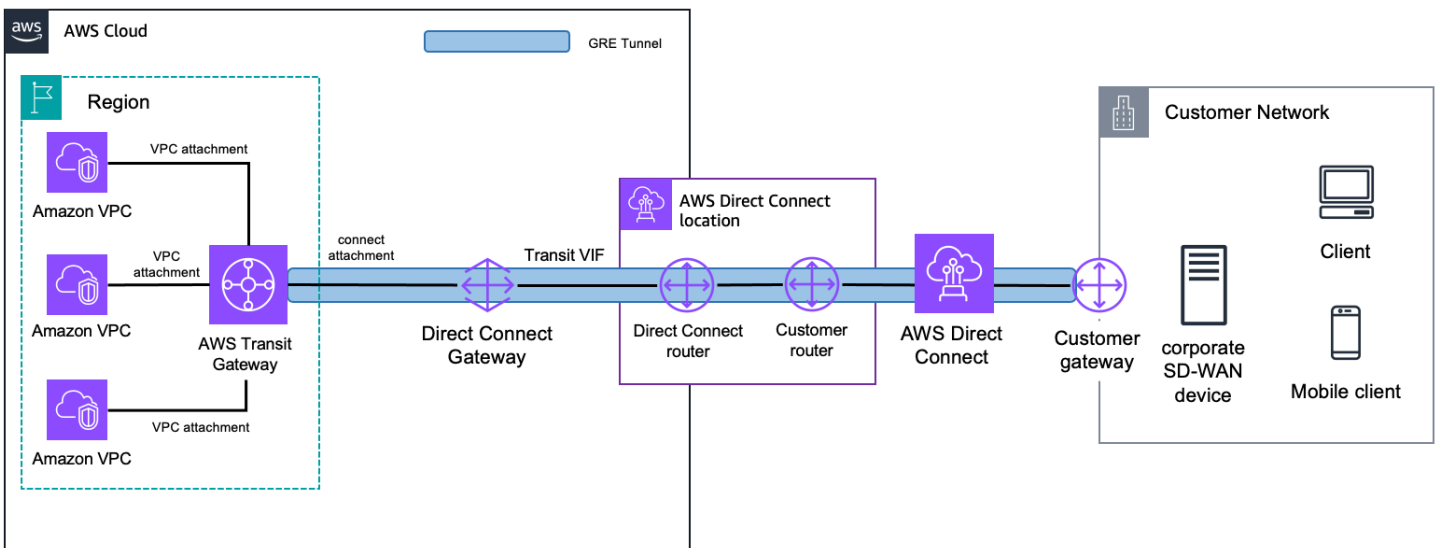 aws
AWS Cloud
GRE Tunnel
Region
VPC attachment
Amazon VPC
VPC
attachment
Amazon VPC
AWS Transit
Gateway
VPC attachment
Amazon VPC
connect
attachment
Direct Connect
Gateway
Transit VIF
AWS Direct Connect
location
Direct Connect
router
Customer
router
AWS Direct
Connect
Customer
gateway
Customer Network
corporate
SD-WAN
device
Client
Mobile client